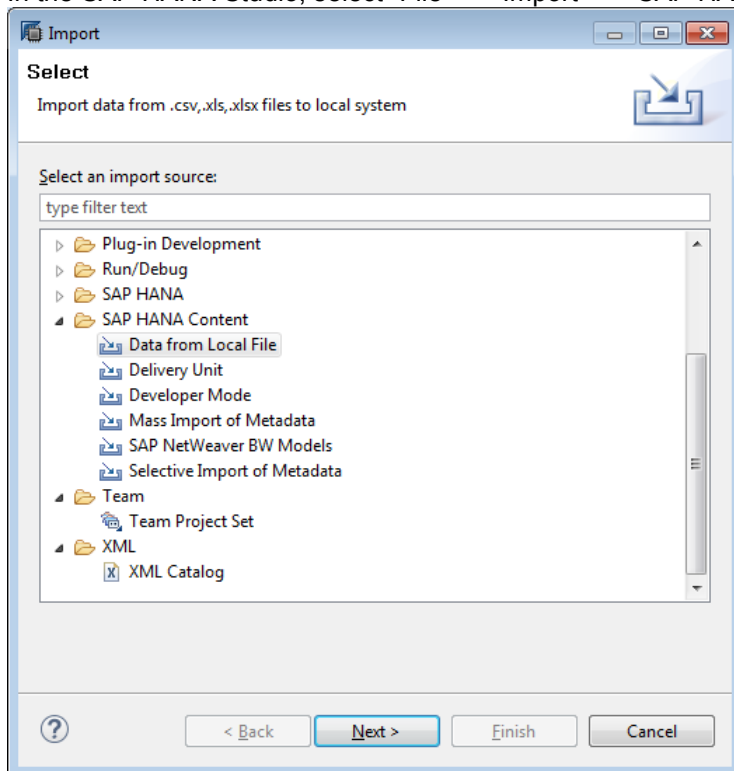 Import
Select
Import data from .csv,.xls,.xlsx files to local system
Select an import source:
type filter text
Plug-in Development
Run/Debug
SAP HANA
SAP HANA Content
Data from Local File
Delivery Unit
Developer Mode
Mass Import of Metadata
SAP NetWeaver BW Models
Selective Import of Metadata
Team
Team Project Set
XML
XML Catalog
< Back Next > Finish Cancel